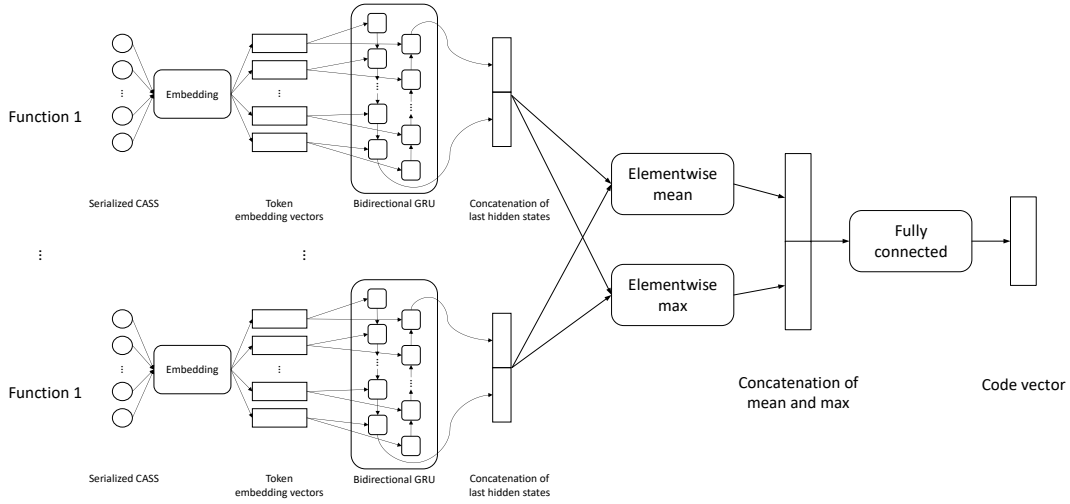 Function 1
Embedding
Serialized CASS
Token
embedding vectors
Bidirectional GRU
Concatenation of
last hidden states
Elementwise
mean
Elementwise
max
Fully
connected
Concatenation of
mean and max
Code vector
Function 1
Embedding
Serialized CASS
Token
embedding vectors
Bidirectional GRU
Concatenation of
last hidden states